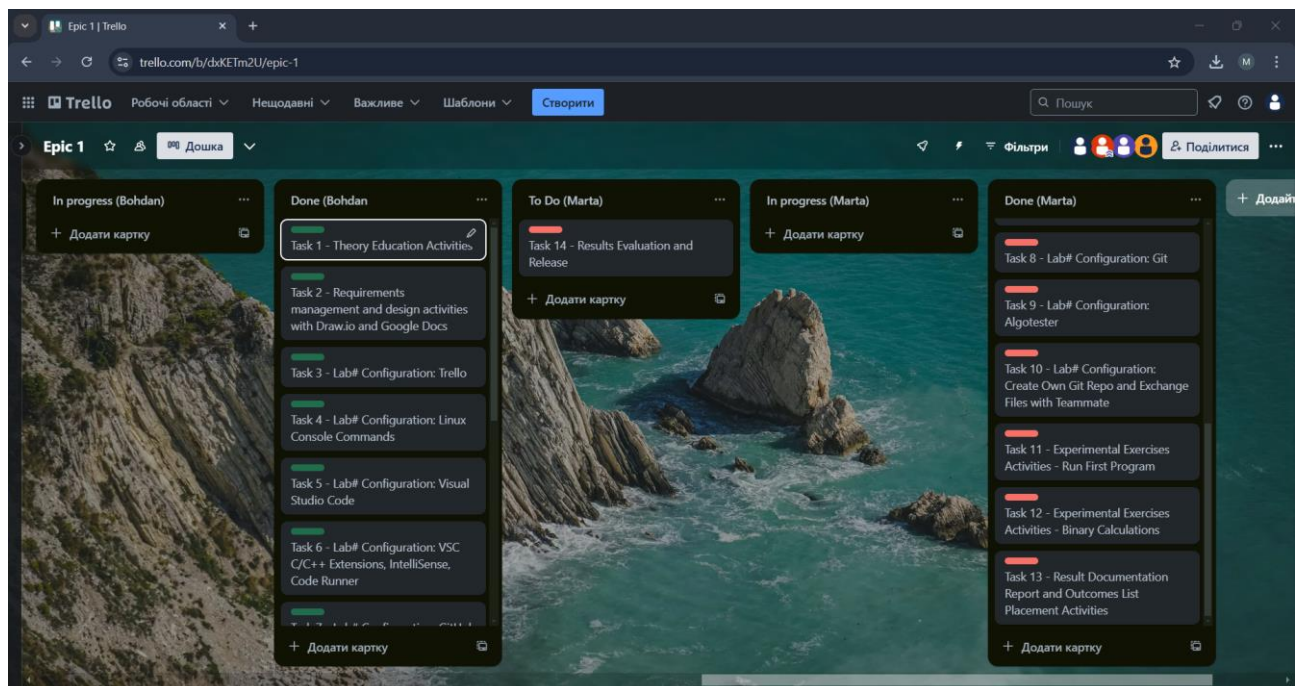 Epic 1 | Trello
trello.com/b/dxKETm2U/epic-1
M
Trello
Робочі області
Нещодавні
Важливе
Шаблони
Створити
Пошук
Epic 1
Дошка
Фільтри
Поділитися
In progress (Bohdan)
+ Додати картку
Done (Bohdan
Task 1 - Theory Education Activities
Task 2 - Requirements
management and design activities
with Draw.io and Google Docs
Task 3 - Lab# Configuration: Trello
Task 4 - Lab# Configuration: Linux
Console Commands
Task 5 - Lab# Configuration: Visual
Studio Code
Task 6 - Lab# Configuration: VSC
C/C++ Extensions, IntelliSense,
Code Runner
+ Додати картку
To Do (Marta)
Task 14 - Results Evaluation and
Release
+ Додати картку
In progress (Marta)
+ Додати картку
Done (Marta)
Task 8 - Lab# Configuration: Git
Task 9 - Lab# Configuration:
Algotester
Task 10 - Lab# Configuration:
Create Own Git Repo and Exchange
Files with Teammate
Task 11 - Experimental Exercises
Activities - Run First Program
Task 12 - Experimental Exercises
Activities - Binary Calculations
Task 13 - Result Documentation
Report and Outcomes List
Placement Activities
+ Додати картку
+ Додайт